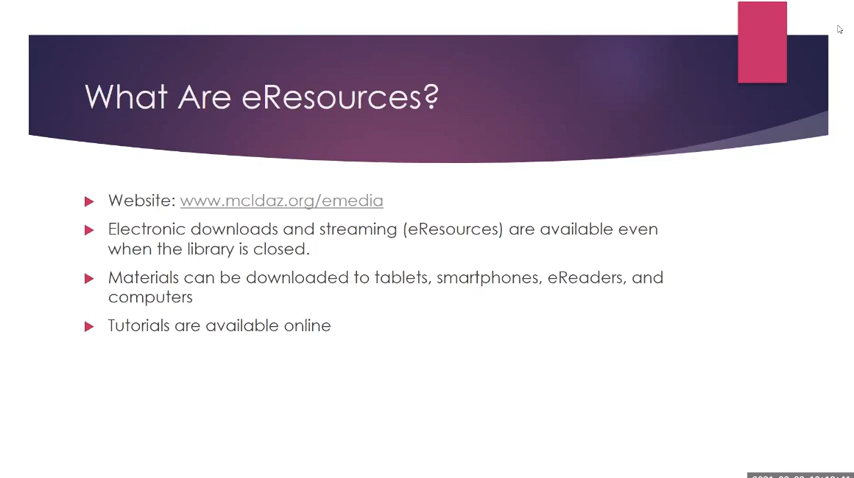 What Are eResources?
Website: www.mcldaz.org/emedia
Electronic downloads and streaming (eResources) are available even
when the library is closed.
Materials can be downloaded to tablets, smartphones, eReaders, and
computers
Tutorials are available online